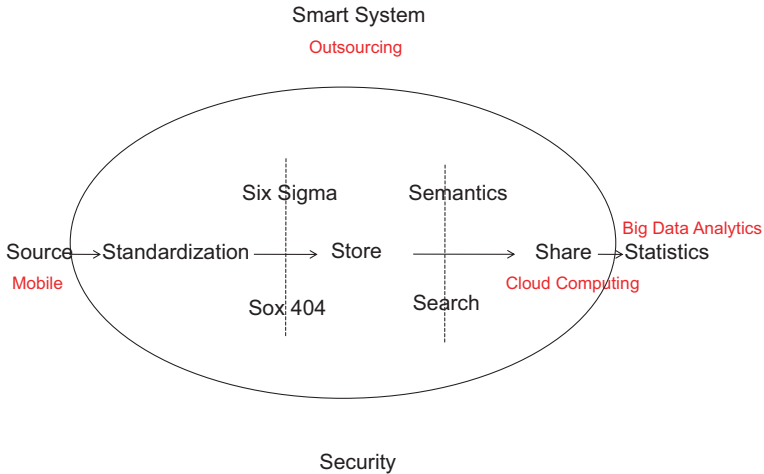 Smart System
Outsourcing
Six Sigma
Semantics
Big Data Analytics
Source
Standardization
Store
Share
Statistics
Mobile
Cloud Computing
Sox 404
Search
Security